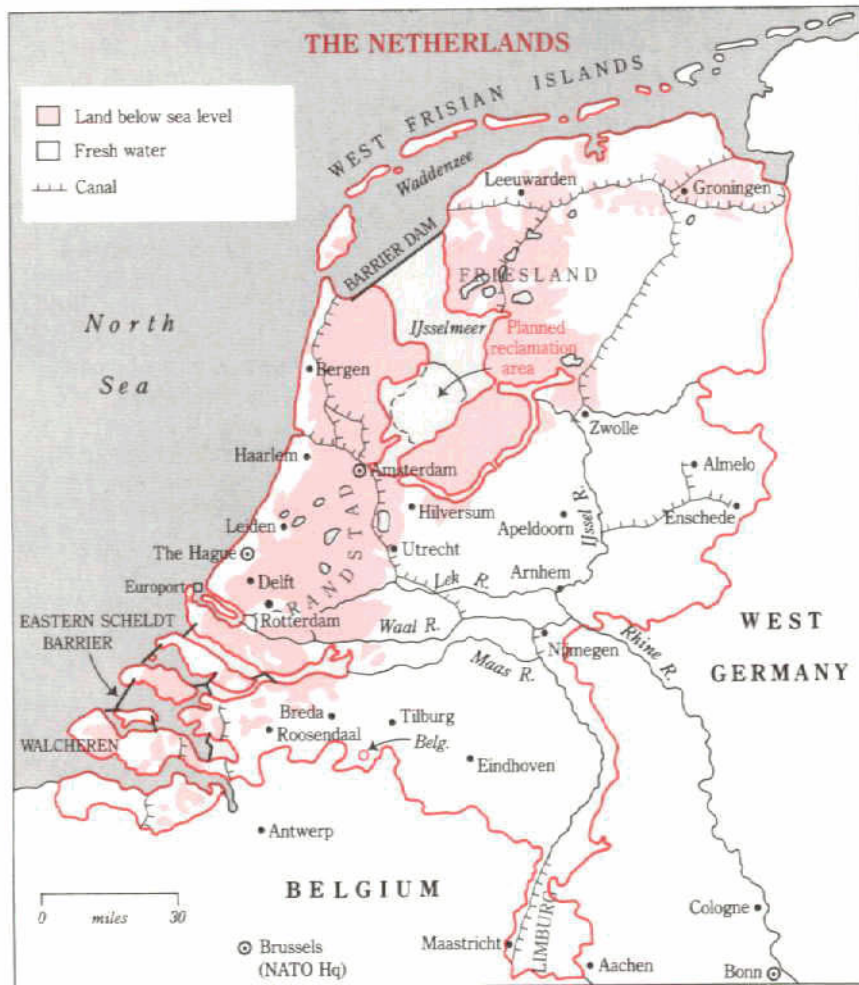 THE NETHERLANDS
Land below sea level
Fresh water
Canal
WEST FRISIAN ISLANDS
Waddenzee
Leeuwarden
Groningen
BARRIER DAM
FRIESLAND
North
Sea
IJsselmeer
Planned
reclamation
area
Bergen
Zwolle
Haarlem
Amsterdam
Almelo
Hilversum
Apeldoorn
IJssel R.
Enschede
Leiden
RANDSTAD
The Hague
Utrecht
Europort
Delft
Lek R.
Arnhem
EASTERN SCHELDT
BARRIER
Rotterdam
Waal R.
Nijmegen
Rhine R.
WEST
GERMANY
Maas R.
WALCHEREN
Breda
Tilburg
Roosendaal
Belg.
Eindhoven
Antwerp
BELGIUM
0 miles 30
LIMBURG
Cologne
Maastricht
Brussels
(NATO Hq)
Aachen
Bonn